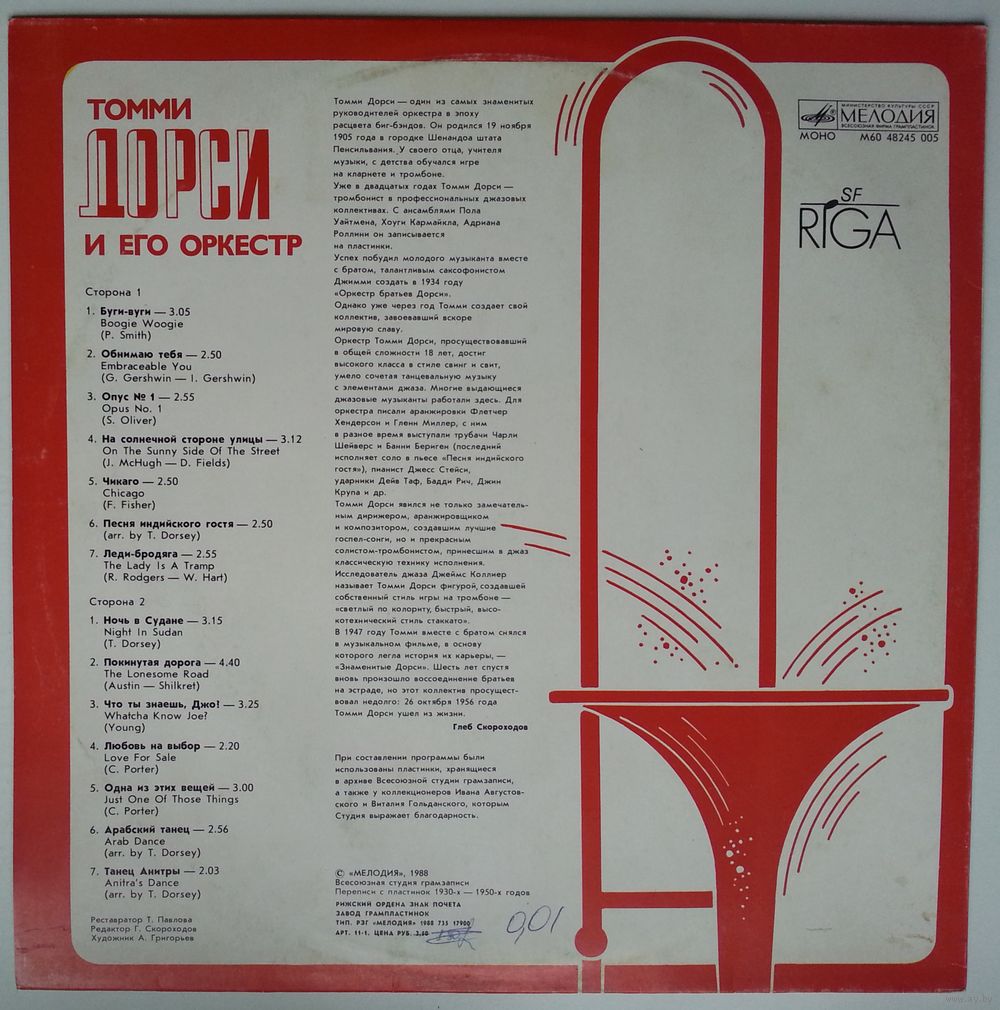 ТОММИ
ДОРСИ
И ЕГО ОРКЕСТР
Сторона 1
1. Буги-вуги — 3.05
Boogie Woogie
(P. Smith)
2. Обнимаю тебя — 2.50
Embraceable You
(G. Gershwin — I. Gershwin)
3. Опус № 1 — 2.55
Opus No. 1
(S. Oliver)
4. На солнечной стороне улицы — 3.12
On The Sunny Side Of The Street
(J. McHugh — D. Fields)
5. Чикаго — 2.50
Chicago
(F. Fisher)
6. Песня индийского гостя — 2.50
(arr. by T. Dorsey)
7. Леди-бродяга — 2.55
The Lady Is A Tramp
(R. Rodgers — W. Hart)
Сторона 2
1. Ночь в Судане — 3.15
Night In Sudan
(T. Dorsey)
2. Покинутая дорога — 4.40
The Lonesome Road
(Austin — Shilkret)
3. Что ты знаешь, Джо? — 3.25
Whatcha Know Joe?
(Young)
4. Любовь на выбор — 2.20
Love For Sale
(C. Porter)
5. Одна из этих вещей — 3.00
Just One Of Those Things
(C. Porter)
6. Арабский танец — 2.56
Arab Dance
(arr. by T. Dorsey)
7. Танец Анитры — 2.03
Anitra's Dance
(arr. by T. Dorsey)
Реставратор Т. Павлова
Редактор Г. Скороходов
Художник А. Григорьев
Томми Дорси — один из самых знаменитых
руководителей оркестра в эпоху
расцвета биг-бэндов. Он родился 19 ноября
1905 года в городке Шенандоа штата
Пенсильвания. У своего отца, учителя
музыки, с детства обучался игре
на кларнете и тромбоне.
Уже в двадцатых годах Томми Дорси —
тромбонист в профессиональных джазовых
коллективах. С ансамблями Пола
Уайтмена, Хоуги Кармайкла, Адриана
Роллини он записывается
на пластинки.
Успех побудил молодого музыканта вместе
с братом, талантливым саксофонистом
Джимми создать в 1934 году
«Оркестр братьев Дорси».
Однако уже через год Томми создает свой
коллектив, завоевавший вскоре
мировую славу.
Оркестр Томми Дорси, просуществовавший
в общей сложности 18 лет, достиг
высокого класса в стиле свинг и свит,
умело сочетая танцевальную музыку
с элементами джаза. Многие выдающиеся
джазовые музыканты работали здесь. Для
оркестра писали аранжировки Флетчер
Хендерсон и Гленн Миллер, с ним
в разное время выступали трубачи Чарли
Шейверс и Банни Бериген (последний
исполняет соло в пьесе «Песня индийского
гостя»), пианист Джесс Стейси,
ударники Дейв Таф, Бадди Рич, Джин
Крупа и др.
Томми Дорси явился не только замечатель-
ным дирижером, аранжировщиком
и композитором, создавшим лучшие
госпел-сонги, но и прекрасным
солистом-тромбонистом, принесшим в джаз
классическую технику исполнения.
Исследователь джаза Джеймс Коллиер
называет Томми Дорси фигурой, создавшей
собственный стиль игры на тромбоне —
«светлый по колориту, быстрый, высо-
котехнический стиль стаккато».
В 1947 году Томми вместе с братом снялся
в музыкальном фильме, в основу
которого легла история их карьеры, —
«Знаменитые Дорси». Шесть лет спустя
вновь произошло воссоединение братьев
на эстраде, но этот коллектив просущест-
вовал недолго: 26 октября 1956 года
Томми Дорси ушел из жизни.
Глеб Скороходов
При составлении программы были
использованы пластинки, хранящиеся
в архиве Всесоюзной студии грамзаписи,
а также у коллекционеров Ивана Августов-
ского и Виталия Гольданского, которым
Студия выражает благодарность.
© «МЕЛОДИЯ», 1988
Всесоюзная студия грамзаписи
Переписи с пластинок 1930-х — 1950-х годов
РИЖСКИЙ ОРДЕНА ЗНАК ПОЧЕТА
ЗАВОД ГРАМПЛАСТИНОК
ТИП. РЗГ «МЕЛОДИЯ» 1988 735 17900
АРТ. 11-1. ЦЕНА РУБ. 2,50
0,01
МИНИСТЕРСТВО КУЛЬТУРЫ СССР
МЕЛОДИЯ
ВСЕСОЮЗНАЯ ФИРМА ГРАМПЛАСТИНОК
МОНО М60 48245 005
SF
RIGA
www.ay.by